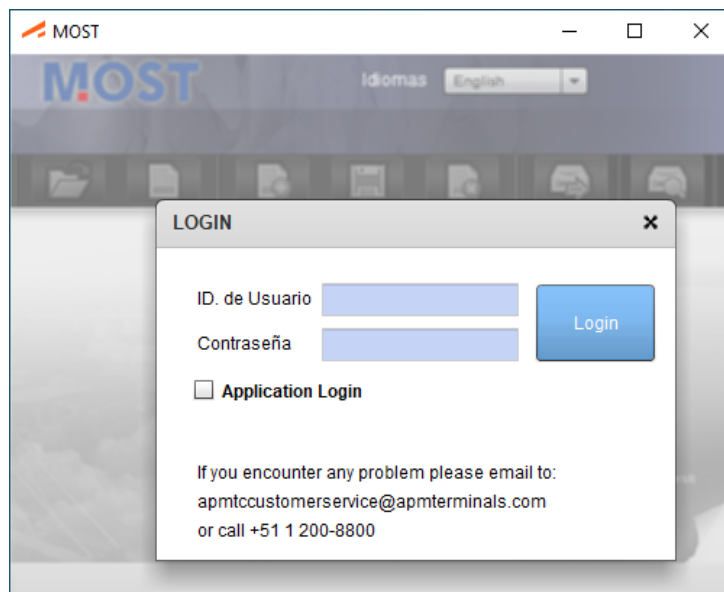 MOST
MOST
Idiomas English
LOGIN
ID. de Usuario
Login
Contraseña
Application Login
If you encounter any problem please email to:
apmtccustomerservice@apmterminals.com
or call +51 1 200-8800